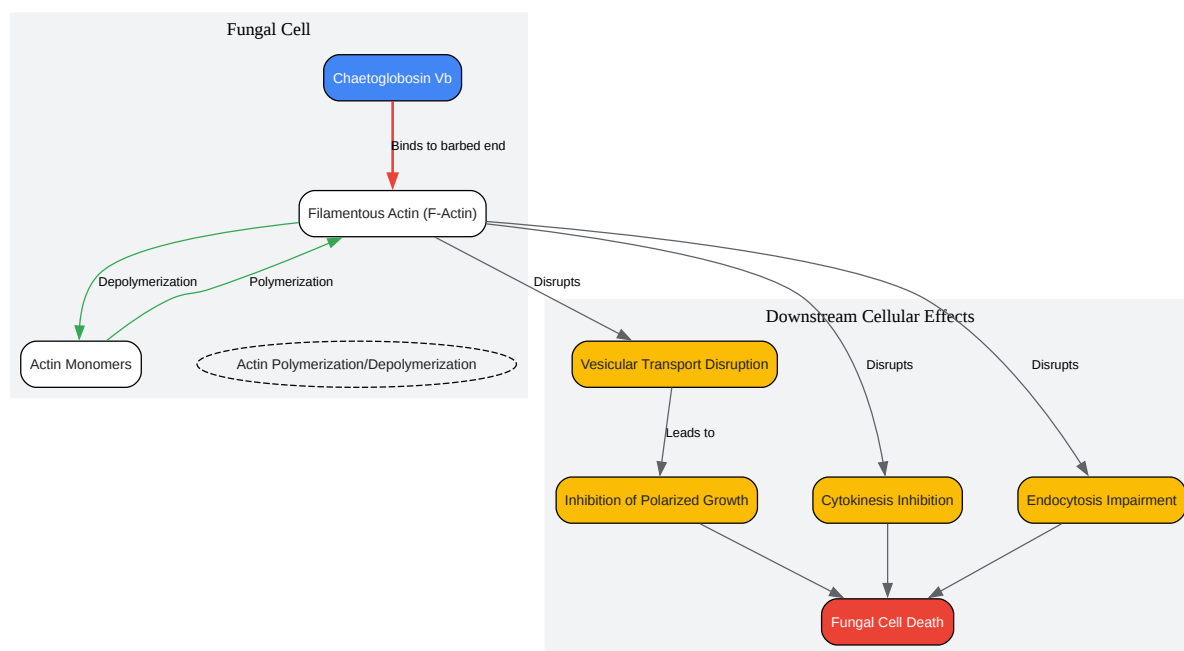 Fungal Cell
Chaetoglobosin Vb
Binds to barbed end
Filamentous Actin (F-Actin)
Depolymerization
Polymerization
Disrupts
Downstream Cellular Effects
Actin Monomers
Actin Polymerization/Depolymerization
Vesicular Transport Disruption
Disrupts
Disrupts
Leads to
Inhibition of Polarized Growth
Cytokinesis Inhibition
Endocytosis Impairment
Fungal Cell Death